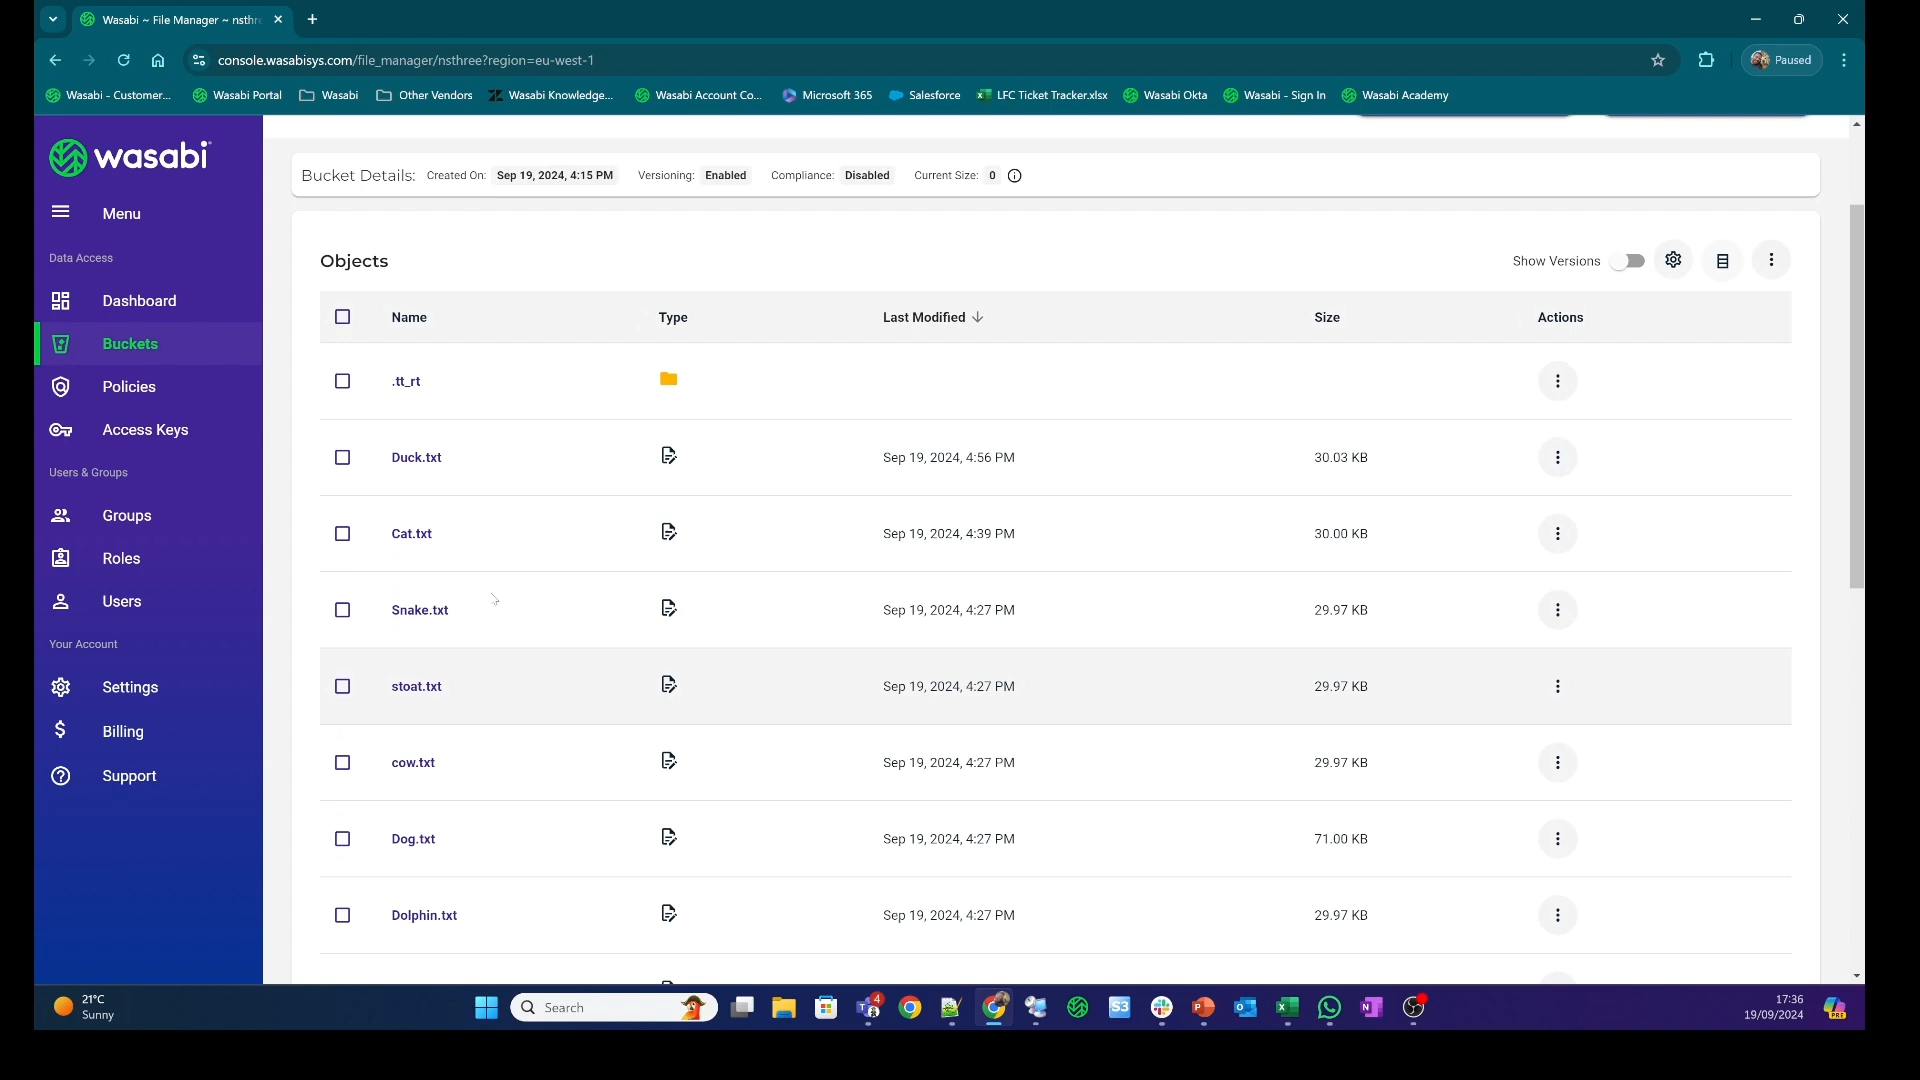 Wasabi ~ File Manager ~ nsthr
console.wasabisys.com/file_manager/nsthree?region=eu-west-1
Paused
Wasabi - Customer...
Wasabi Portal
Wasabi
Other Vendors
Wasabi Knowledge...
Wasabi Account Co...
Microsoft 365
Salesforce
LFC Ticket Tracker.xlsx
Wasabi Okta
Wasabi - Sign In
Wasabi Academy
wasabi
Menu
Data Access
Dashboard
Buckets
Policies
Access Keys
Users & Groups
Groups
Roles
Users
Your Account
Settings
Billing
Support
Bucket Details: Created On: Sep 19, 2024, 4:15 PM Versioning: Enabled Compliance: Disabled Current Size: 0
Objects
Show Versions
Name Type Last Modified Size Actions
.tt_rt
Duck.txt Sep 19, 2024, 4:56 PM 30.03 KB
Cat.txt Sep 19, 2024, 4:39 PM 30.00 KB
Snake.txt Sep 19, 2024, 4:27 PM 29.97 KB
stoat.txt Sep 19, 2024, 4:27 PM 29.97 KB
cow.txt Sep 19, 2024, 4:27 PM 29.97 KB
Dog.txt Sep 19, 2024, 4:27 PM 71.00 KB
Dolphin.txt Sep 19, 2024, 4:27 PM 29.97 KB
21°C
Sunny
Search
4
S3
17:36
19/09/2024
PRE